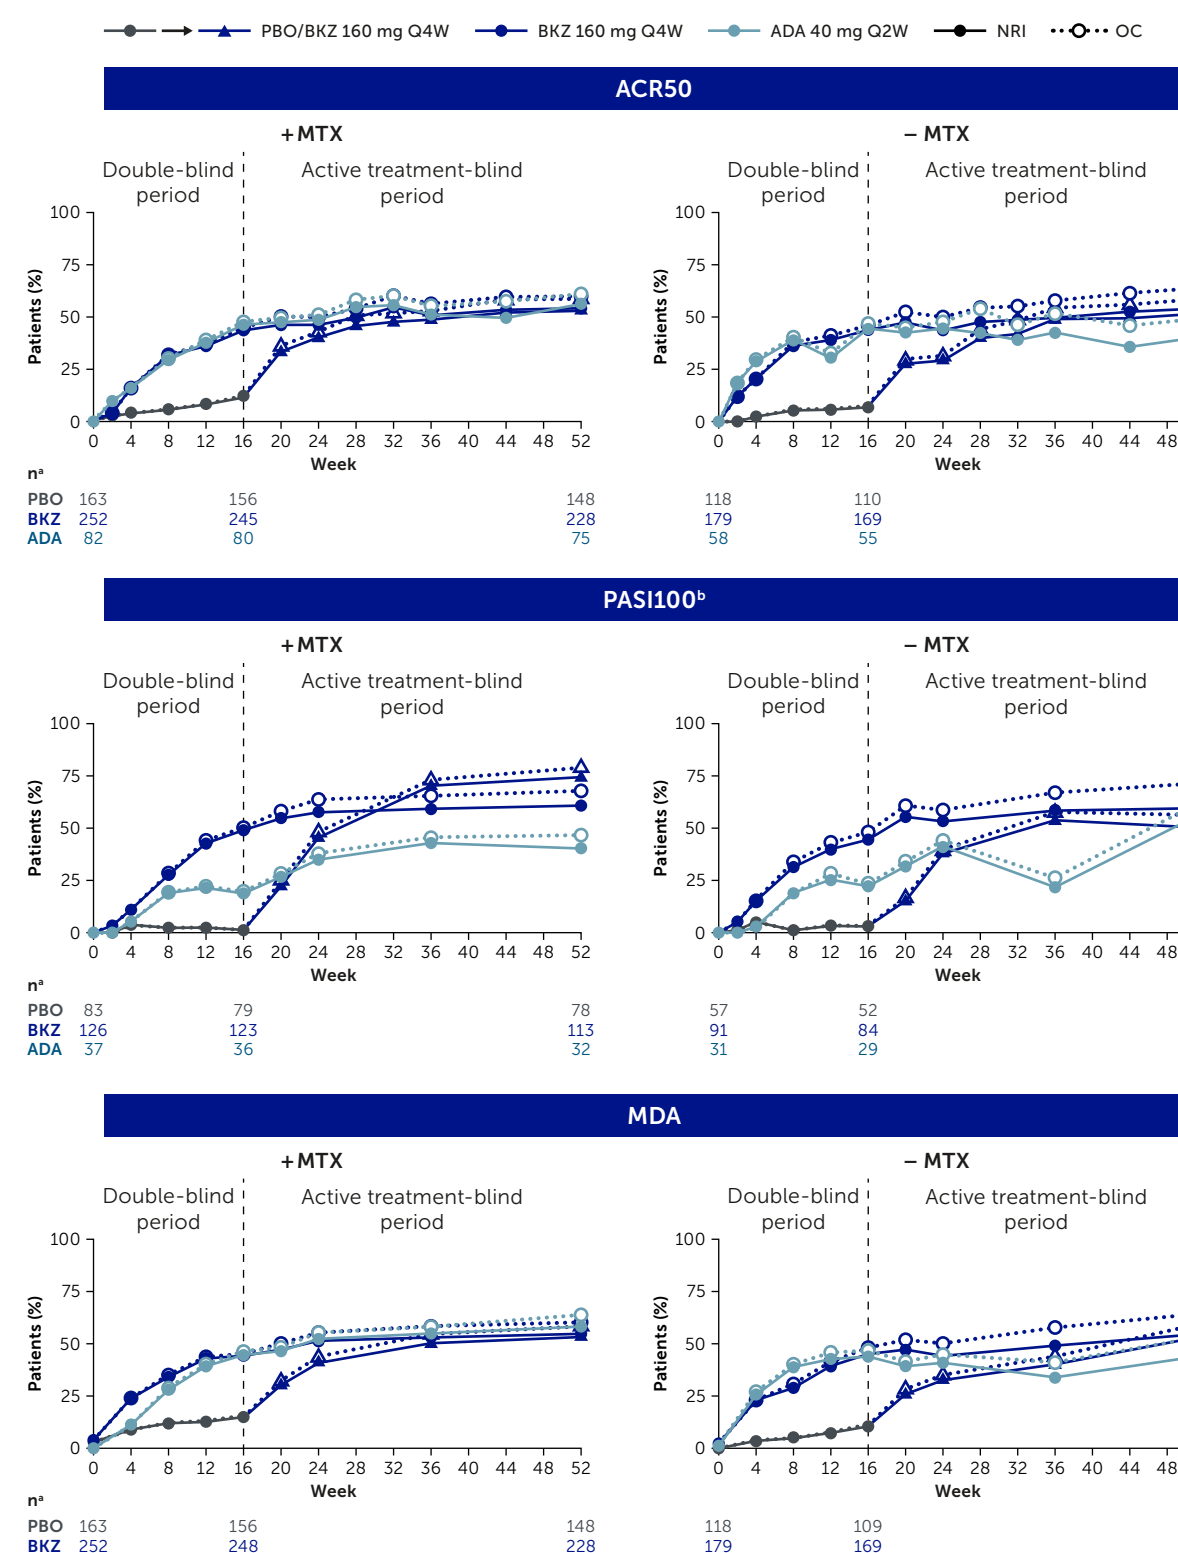 PBO/BKZ 160 mg Q4W BKZ 160 mg Q4W ADA 40 mg Q2W NRI OC
ACR50
+MTX
Double-blind period
Active treatment-blind period
Patients (%)
100
75
50
25
0
0 4 8 12 16 20 24 28 32 36 40 44 48 52
Week
nᵃ
PBO 163 156 148
BKZ 252 245 228
ADA 82 80 75
– MTX
Double-blind period
Active treatment-blind period
Patients (%)
100
75
50
25
0
0 4 8 12 16 20 24 28 32 36 40 44 48
Week
118 110
179 169
58 55
PASI100ᵇ
+MTX
Double-blind period
Active treatment-blind period
Patients (%)
100
75
50
25
0
0 4 8 12 16 20 24 28 32 36 40 44 48 52
Week
nᵃ
PBO 83 79 78
BKZ 126 123 113
ADA 37 36 32
– MTX
Double-blind period
Active treatment-blind period
Patients (%)
100
75
50
25
0
0 4 8 12 16 20 24 28 32 36 40 44 48
Week
57 52
91 84
31 29
MDA
+MTX
Double-blind period
Active treatment-blind period
Patients (%)
100
75
50
25
0
0 4 8 12 16 20 24 28 32 36 40 44 48 52
Week
nᵃ
PBO 163 156 148
BKZ 252 248 228
– MTX
Double-blind period
Active treatment-blind period
Patients (%)
100
75
50
25
0
0 4 8 12 16 20 24 28 32 36 40 44 48
Week
118 109
179 169